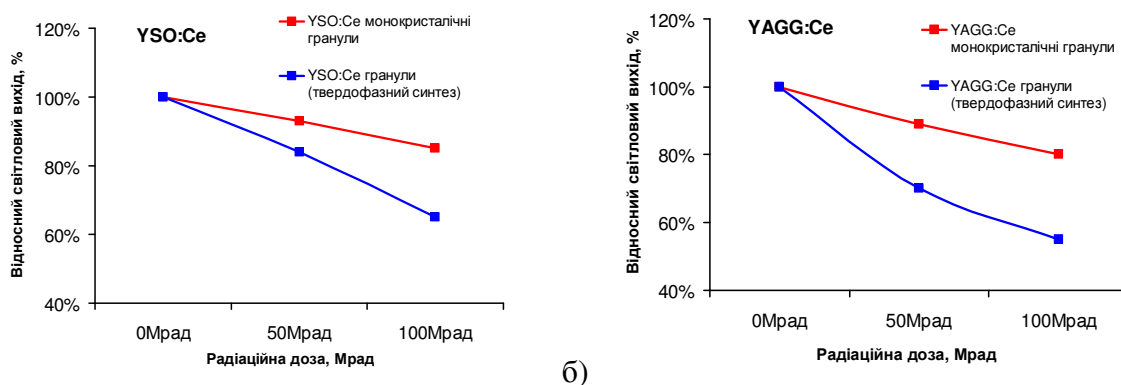 YSO:Ce
YSO:Ce монокристалічні
гранули
YSO:Ce гранули
(твердофазний синтез)
Відносний світловий вихід, %
120%
100%
80%
60%
40%
0Мрад
50Мрад
100Мрад
Радіаційна доза, Мрад
б)
YAGG:Ce
YAGG:Ce
монокристалічні гранули
YAGG:Ce гранули
(твердофазний синтез)
Відносний світловий вихід, %
120%
100%
80%
60%
40%
0Мрад
50Мрад
100Мрад
Радіаційна доза, Мрад